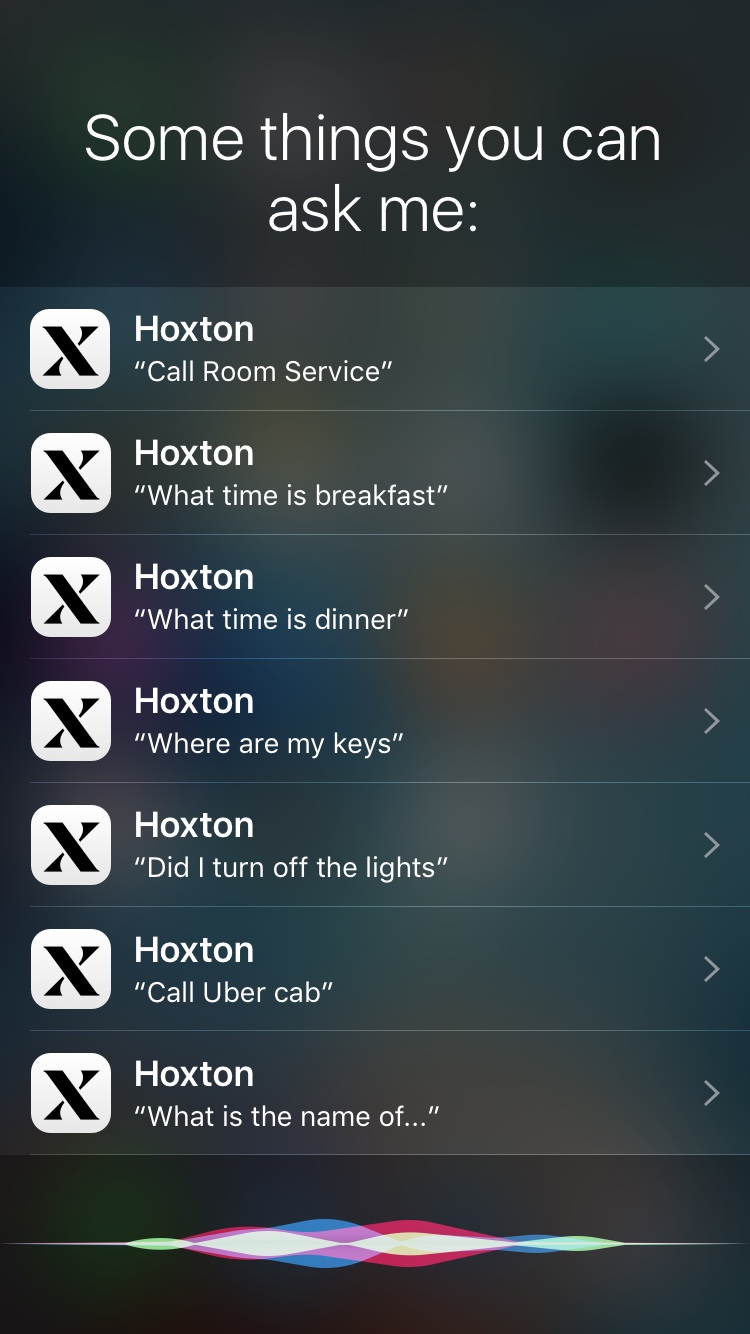 Some things you can
ask me:
Hoxton
“Call Room Service”
Hoxton
“What time is breakfast”
Hoxton
“What time is dinner”
Hoxton
“Where are my keys”
Hoxton
“Did I turn off the lights”
Hoxton
“Call Uber cab”
Hoxton
“What is the name of...”